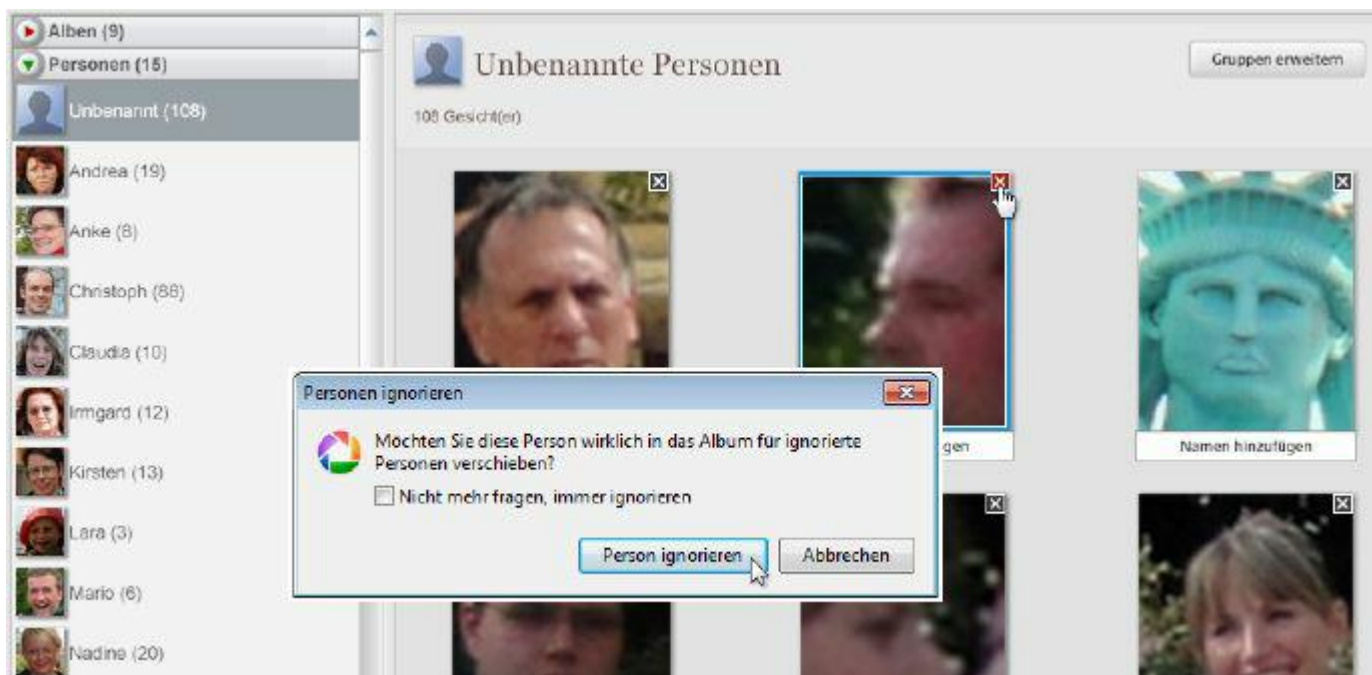 Alben (9)
Personen (15)
Unbenannt (108)
Andrea (19)
Anke (8)
Christoph (88)
Claudia (10)
Irmgard (12)
Kirsten (13)
Lara (3)
Mario (6)
Nadine (20)
Unbenannte Personen
Gruppen erweitern
108 Gesicht(er)
gen
Namen hinzufügen
Personen ignorieren
Möchten Sie diese Person wirklich in das Album für ignorierte
Personen verschieben?
Nicht mehr fragen, immer ignorieren
Person ignorieren
Abbrechen